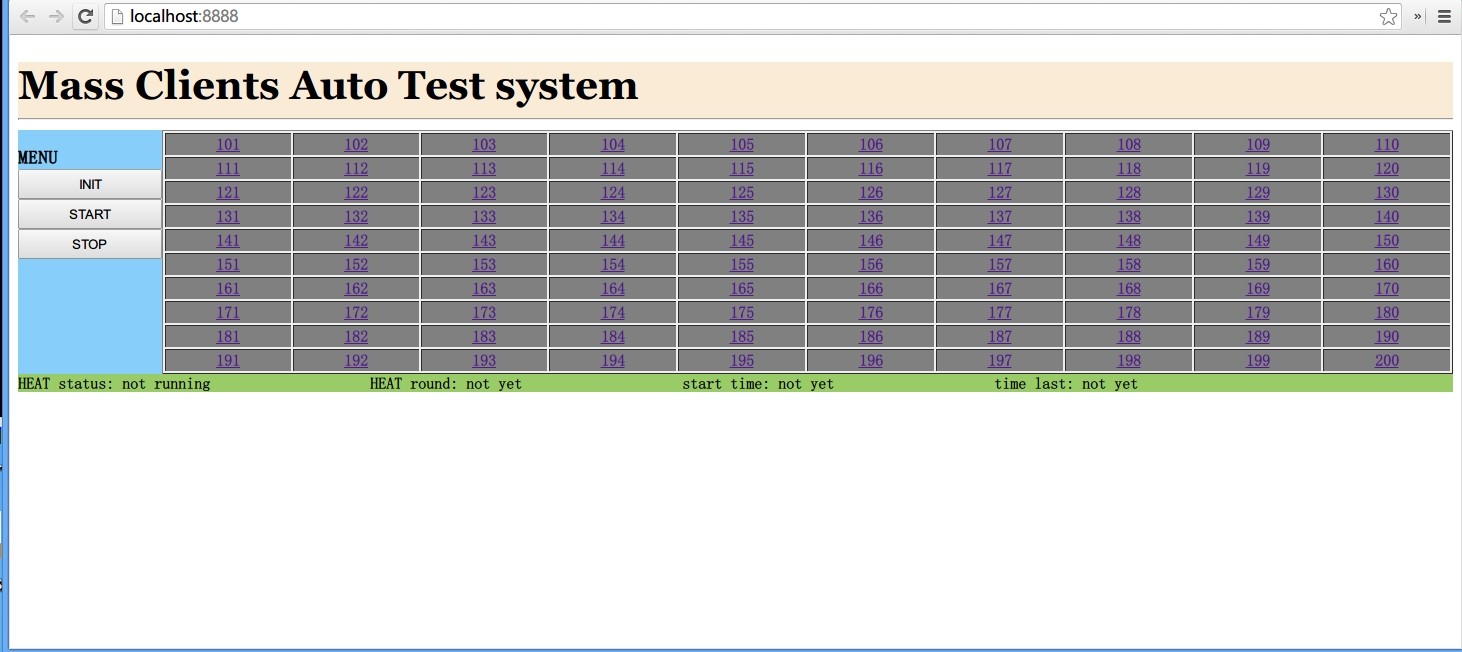 localhost:8888
»
Mass Clients Auto Test system
MENU
INIT
START
STOP
101 102 103 104 105 106 107 108 109 110
111 112 113 114 115 116 117 118 119 120
121 122 123 124 125 126 127 128 129 130
131 132 133 134 135 136 137 138 139 140
141 142 143 144 145 146 147 148 149 150
151 152 153 154 155 156 157 158 159 160
161 162 163 164 165 166 167 168 169 170
171 172 173 174 175 176 177 178 179 180
181 182 183 184 185 186 187 188 189 190
191 192 193 194 195 196 197 198 199 200
HEAT status: not running HEAT round: not yet start time: not yet time last: not yet